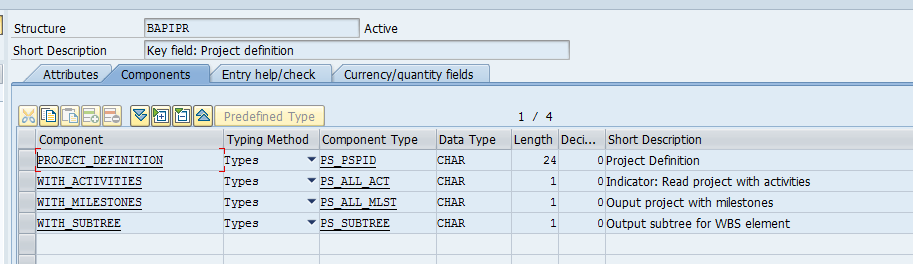 Structure BAPIPR Active
Short Description Key field: Project definition
Attributes Components Entry help/check Currency/quantity fields
Predefined Type 1 / 4
Component Typing Method Component Type Data Type Length Deci... Short Description
PROJECT_DEFINITION Types PS_PSPID CHAR 24 0 Project Definition
WITH_ACTIVITIES Types PS_ALL_ACT CHAR 1 0 Indicator: Read project with activities
WITH_MILESTONES Types PS_ALL_MLST CHAR 1 0 Ouput project with milestones
WITH_SUBTREE Types PS_SUBTREE CHAR 1 0 Output subtree for WBS element